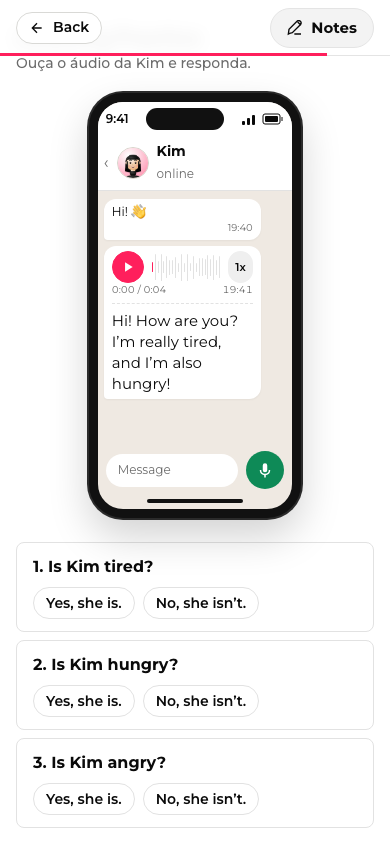 Back
Notes
Ouça o áudio da Kim e responda.
9:41
Kim
online
Hi! 👋
19:40
1x
0:00 / 0:04
19:41
Hi! How are you?
I’m really tired,
and I’m also
hungry!
Message
1. Is Kim tired?
Yes, she is.
No, she isn’t.
2. Is Kim hungry?
Yes, she is.
No, she isn’t.
3. Is Kim angry?
Yes, she is.
No, she isn’t.